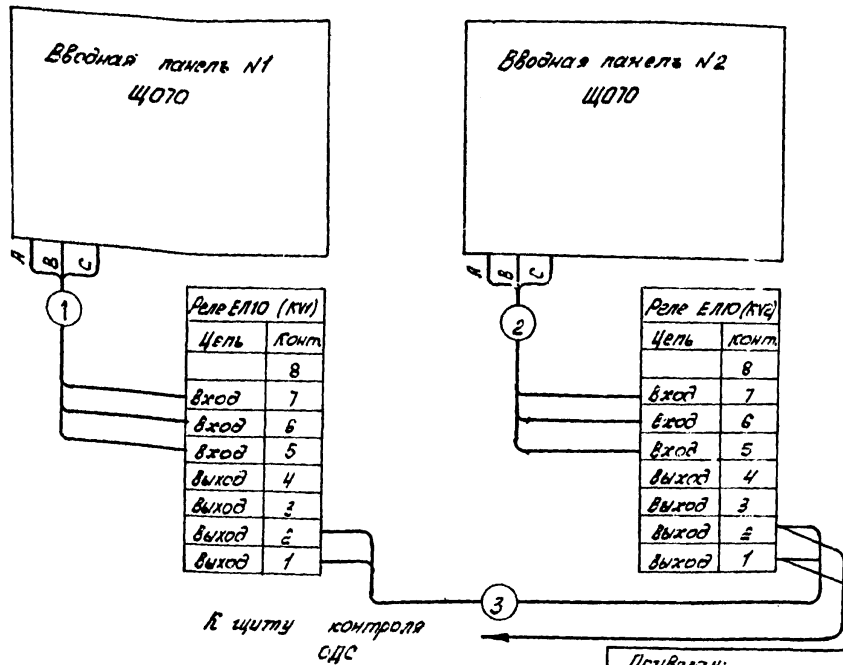 Вводная панель N1
ЩО70
Вводная панель N2
ЩО70
А В С
А В С
1
2
Реле ЕЛ10 (KV1)
Цепь Конт.
8
Вход 7
Вход 6
Вход 5
Выход 4
Выход 3
Выход 2
Выход 1
Реле ЕЛ10 (KV2)
Цепь Конт.
8
Вход 7
Вход 6
Вход 5
Выход 4
Выход 3
Выход 2
Выход 1
3
К щиту контроля
ОДС